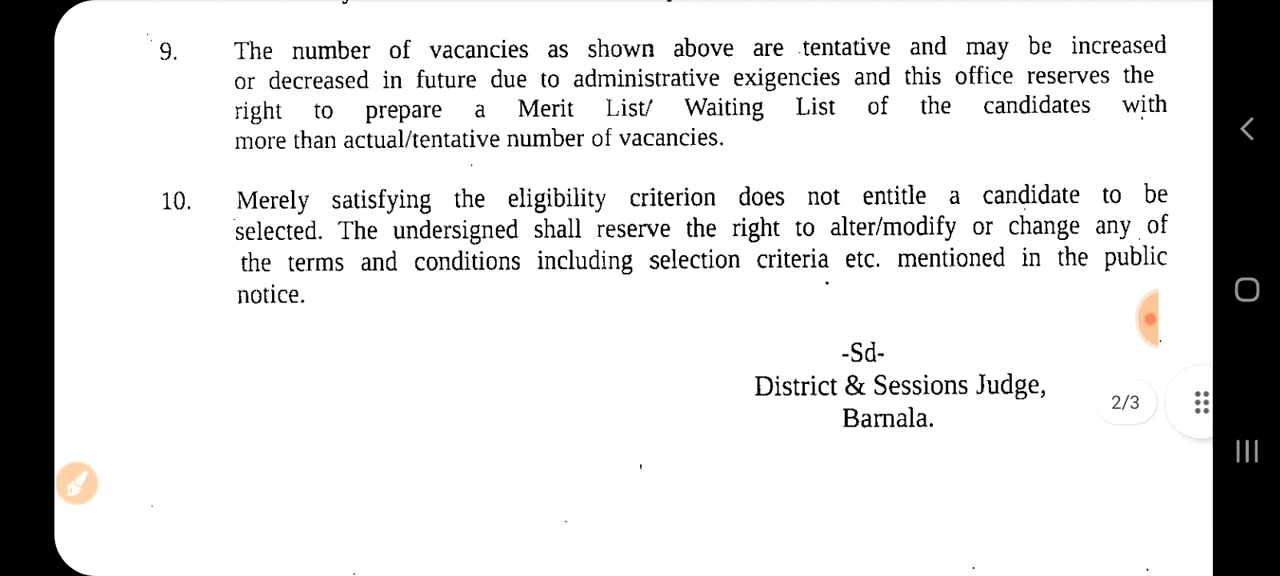 9. The number of vacancies as shown above are tentative and may be increased
or decreased in future due to administrative exigencies and this office reserves the
right to prepare a Merit List/ Waiting List of the candidates with
more than actual/tentative number of vacancies.
10. Merely satisfying the eligibility criterion does not entitle a candidate to be
selected. The undersigned shall reserve the right to alter/modify or change any of
the terms and conditions including selection criteria etc. mentioned in the public
notice.
-Sd-
District & Sessions Judge,
2/3
Barnala.